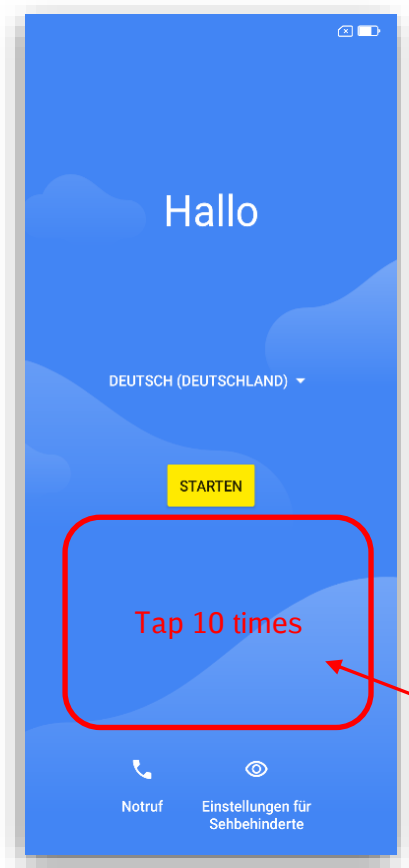 Hallo
DEUTSCH (DEUTSCHLAND)
STARTEN
Tap 10 times
Notruf
Einstellungen für
Sehbehinderte